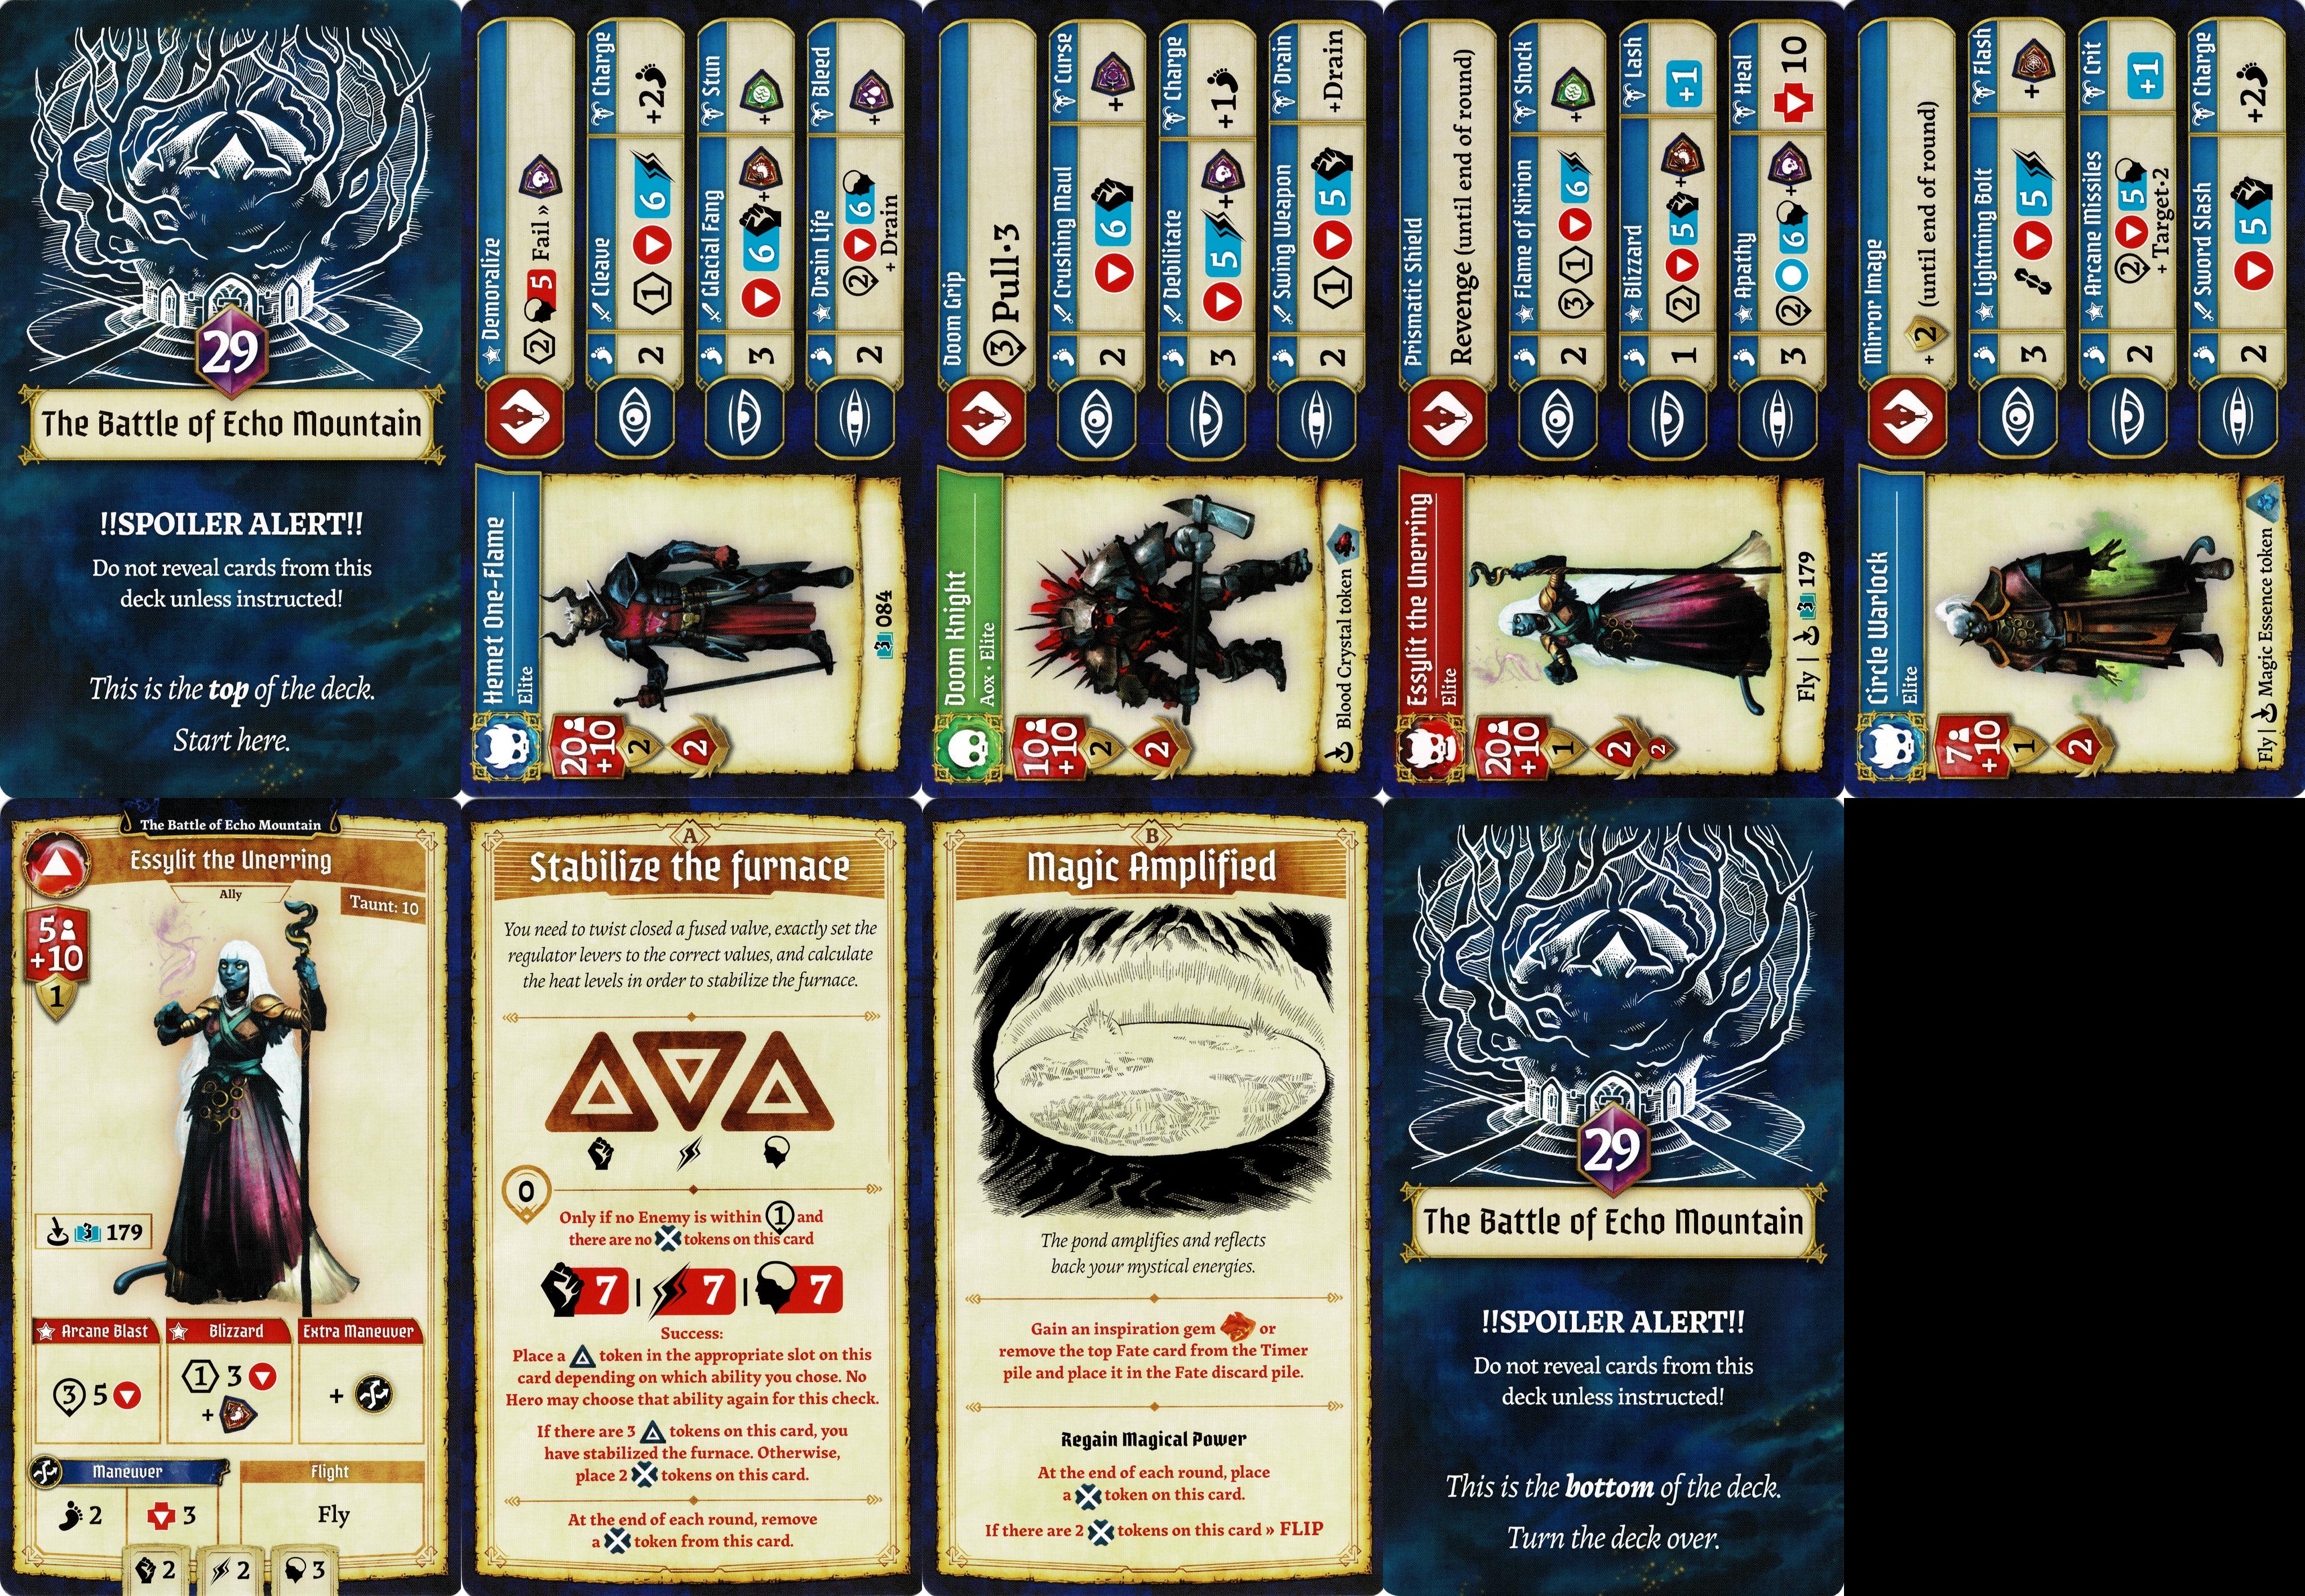 The Battle of Echo Mountain
Essylit the Unerring
Ally
5
+10
1
Taunt: 10
3 179
Arcane Blast
3 5
Blizzard
1 3
+
Extra Maneuver
+
Maneuver
2
3
Flight
Fly
2
2
3
The Battle of Echo Mountain
29
!!SPOILER ALERT!!
Do not reveal cards from this
deck unless instructed!
This is the top of the deck.
Start here.
A
Stabilize the furnace
You need to twist closed a fused valve, exactly set the
regulator levers to the correct values, and calculate
the heat levels in order to stabilize the furnace.
0
Only if no Enemy is within 1 and
there are no tokens on this card
7 | 7 | 7
Success:
Place a token in the appropriate slot on this
card depending on which ability you chose. No
Hero may choose that ability again for this check.
If there are 3 tokens on this card, you
have stabilized the furnace. Otherwise,
place 2 tokens on this card.
At the end of each round, remove
a token from this card.
Hemet One-Flame
Elite
20
+10
2
2
3 084
Demoralize
2 5 Fail »
Cleave
Charge
2
1 6
+2
Glacial Fang
Stun
3
6 +
+
Drain Life
Bleed
2
2 6
+ Drain
+
B
Magic Amplified
The pond amplifies and reflects
back your mystical energies.
Gain an inspiration gem or
remove the top Fate card from the Timer
pile and place it in the Fate discard pile.
Regain Magical Power
At the end of each round, place
a token on this card.
If there are 2 tokens on this card » FLIP
Doom Knight
Aox · Elite
10
+10
2
2
Blood Crystal token
Doom Grip
3 Pull·3
Crushing Maul
Curse
2
6
+
Debilitate
Charge
3
5 +
+1
Swing Weapon
Drain
2
1 5
+Drain
The Battle of Echo Mountain
29
!!SPOILER ALERT!!
Do not reveal cards from this
deck unless instructed!
This is the bottom of the deck.
Turn the deck over.
Essylit the Unerring
Elite
20
+10
1
2
2
Fly | 3 179
Prismatic Shield
Revenge (until end of round)
Flame of Xirion
Shock
2
3 1 6
+
Blizzard
Lash
1
2 5 +
+1
Apathy
Heal
3
2 6 +
10
Circle Warlock
Elite
7
+10
1
2
Fly | Magic Essence token
Mirror Image
+ 2 (until end of round)
Lightning Bolt
Flash
3
5
+
Arcane Missiles
Crit
2
2 5
+ Target·2
+1
Sword Slash
Charge
2
5
+2